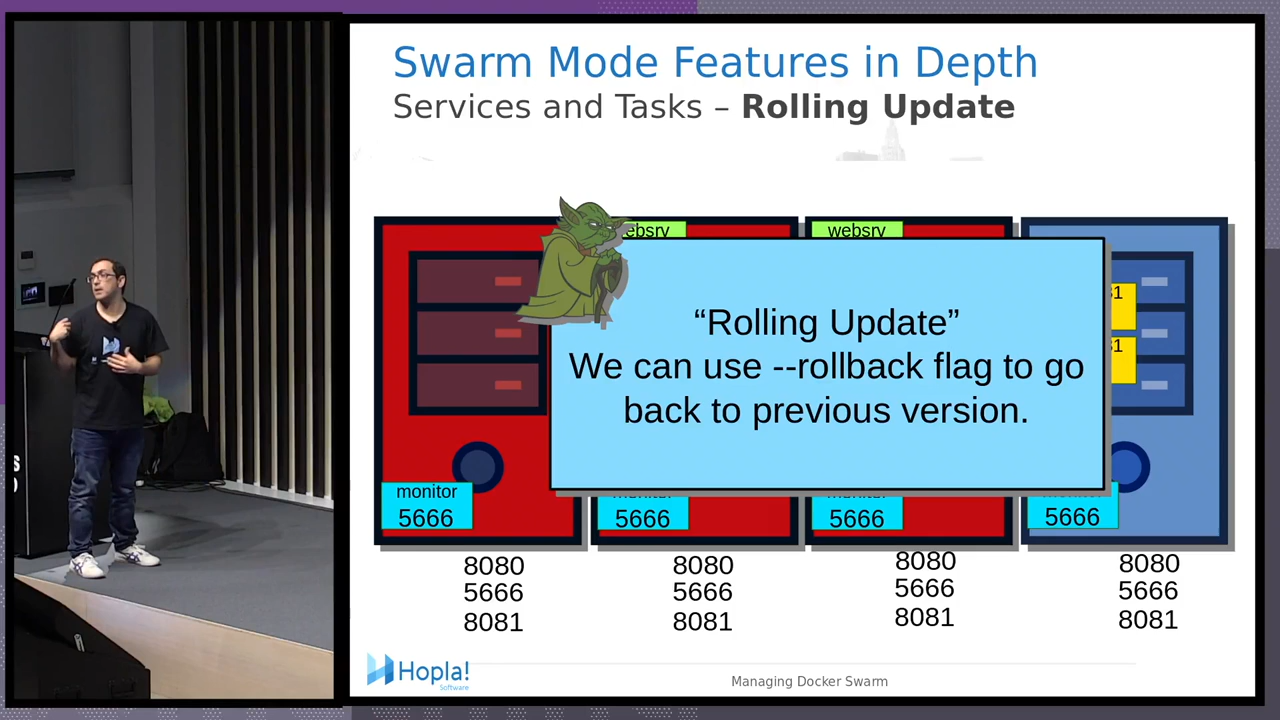 Swarm Mode Features in Depth
Services and Tasks – Rolling Update
ebsrv
websrv
“Rolling Update”
We can use --rollback flag to go
back to previous version.
monitor
5666
5666
5666
5666
8080
5666
8081
8080
5666
8081
8080
5666
8081
8080
5666
8081
Hopla!
Software
Managing Docker Swarm